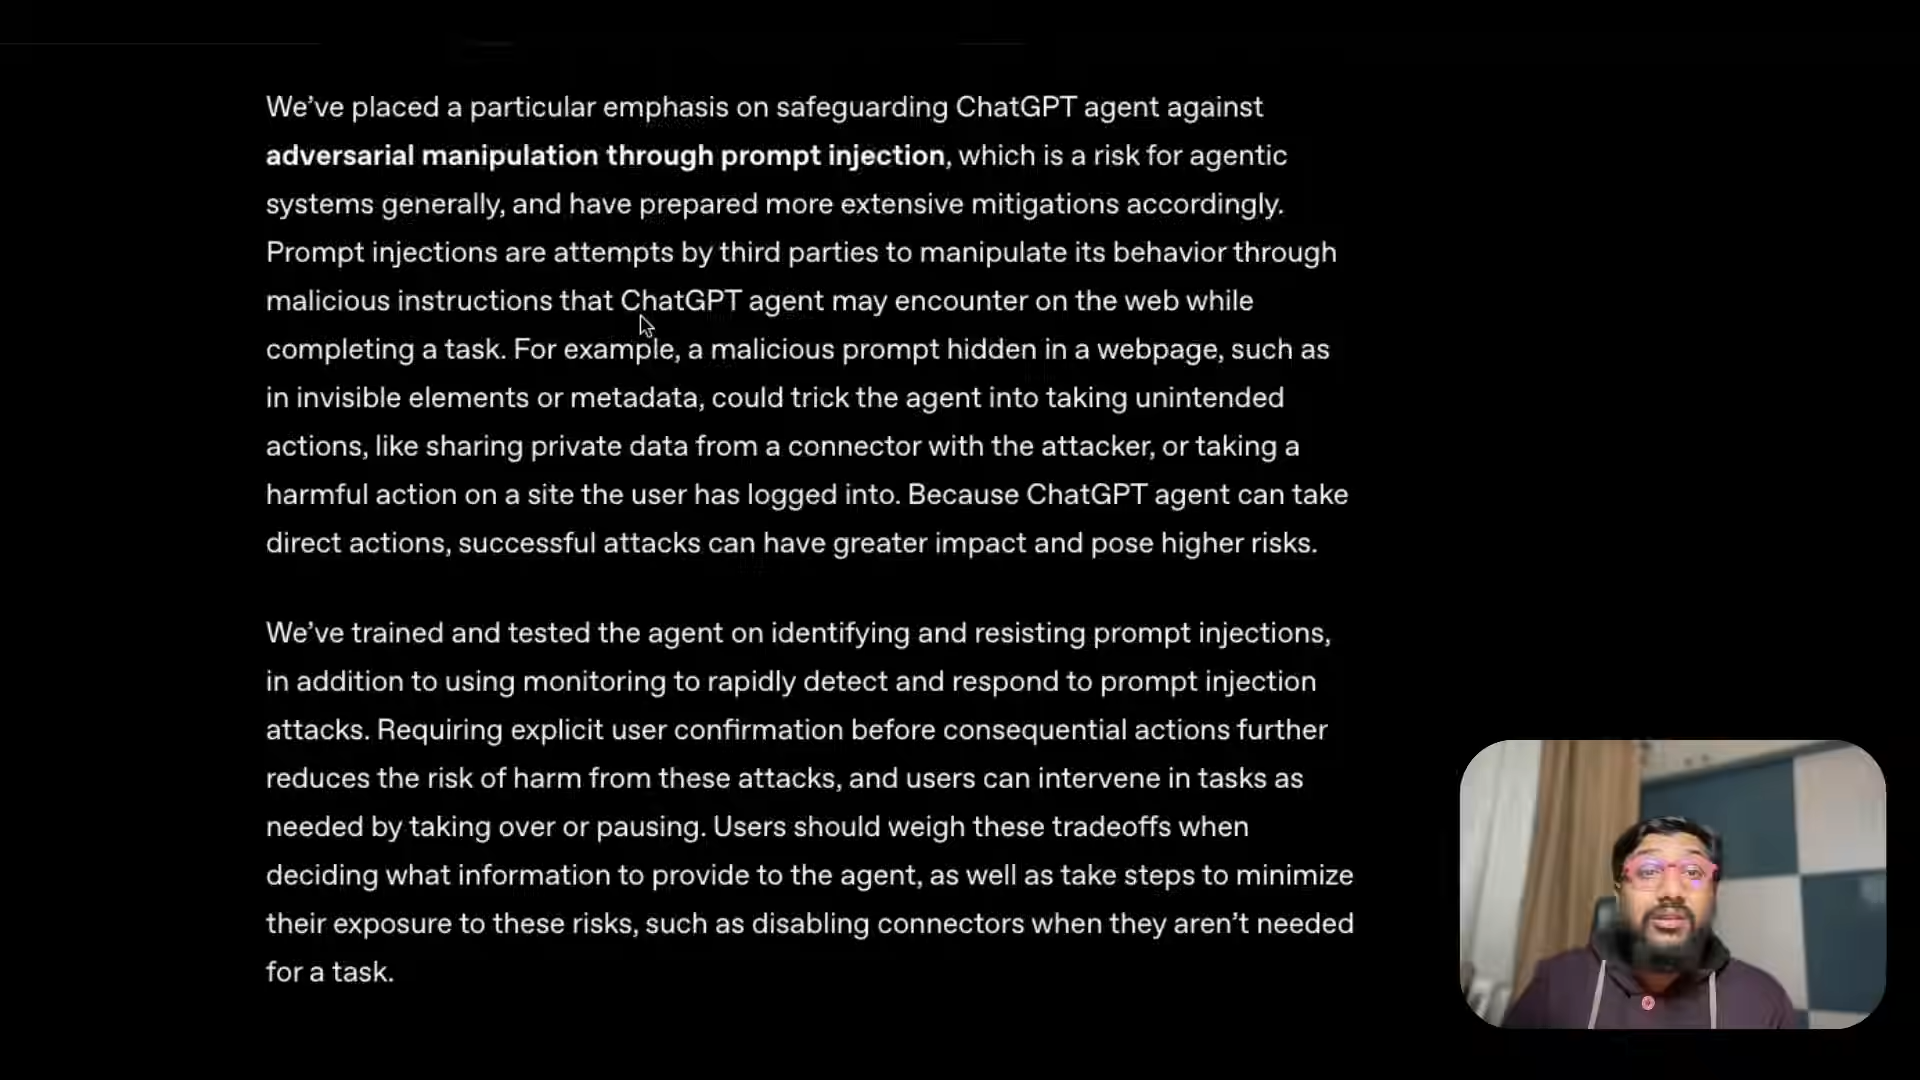 We’ve placed a particular emphasis on safeguarding ChatGPT agent against
adversarial manipulation through prompt injection, which is a risk for agentic
systems generally, and have prepared more extensive mitigations accordingly.
Prompt injections are attempts by third parties to manipulate its behavior through
malicious instructions that ChatGPT agent may encounter on the web while
completing a task. For example, a malicious prompt hidden in a webpage, such as
in invisible elements or metadata, could trick the agent into taking unintended
actions, like sharing private data from a connector with the attacker, or taking a
harmful action on a site the user has logged into. Because ChatGPT agent can take
direct actions, successful attacks can have greater impact and pose higher risks.
We’ve trained and tested the agent on identifying and resisting prompt injections,
in addition to using monitoring to rapidly detect and respond to prompt injection
attacks. Requiring explicit user confirmation before consequential actions further
reduces the risk of harm from these attacks, and users can intervene in tasks as
needed by taking over or pausing. Users should weigh these tradeoffs when
deciding what information to provide to the agent, as well as take steps to minimize
their exposure to these risks, such as disabling connectors when they aren’t needed
for a task.